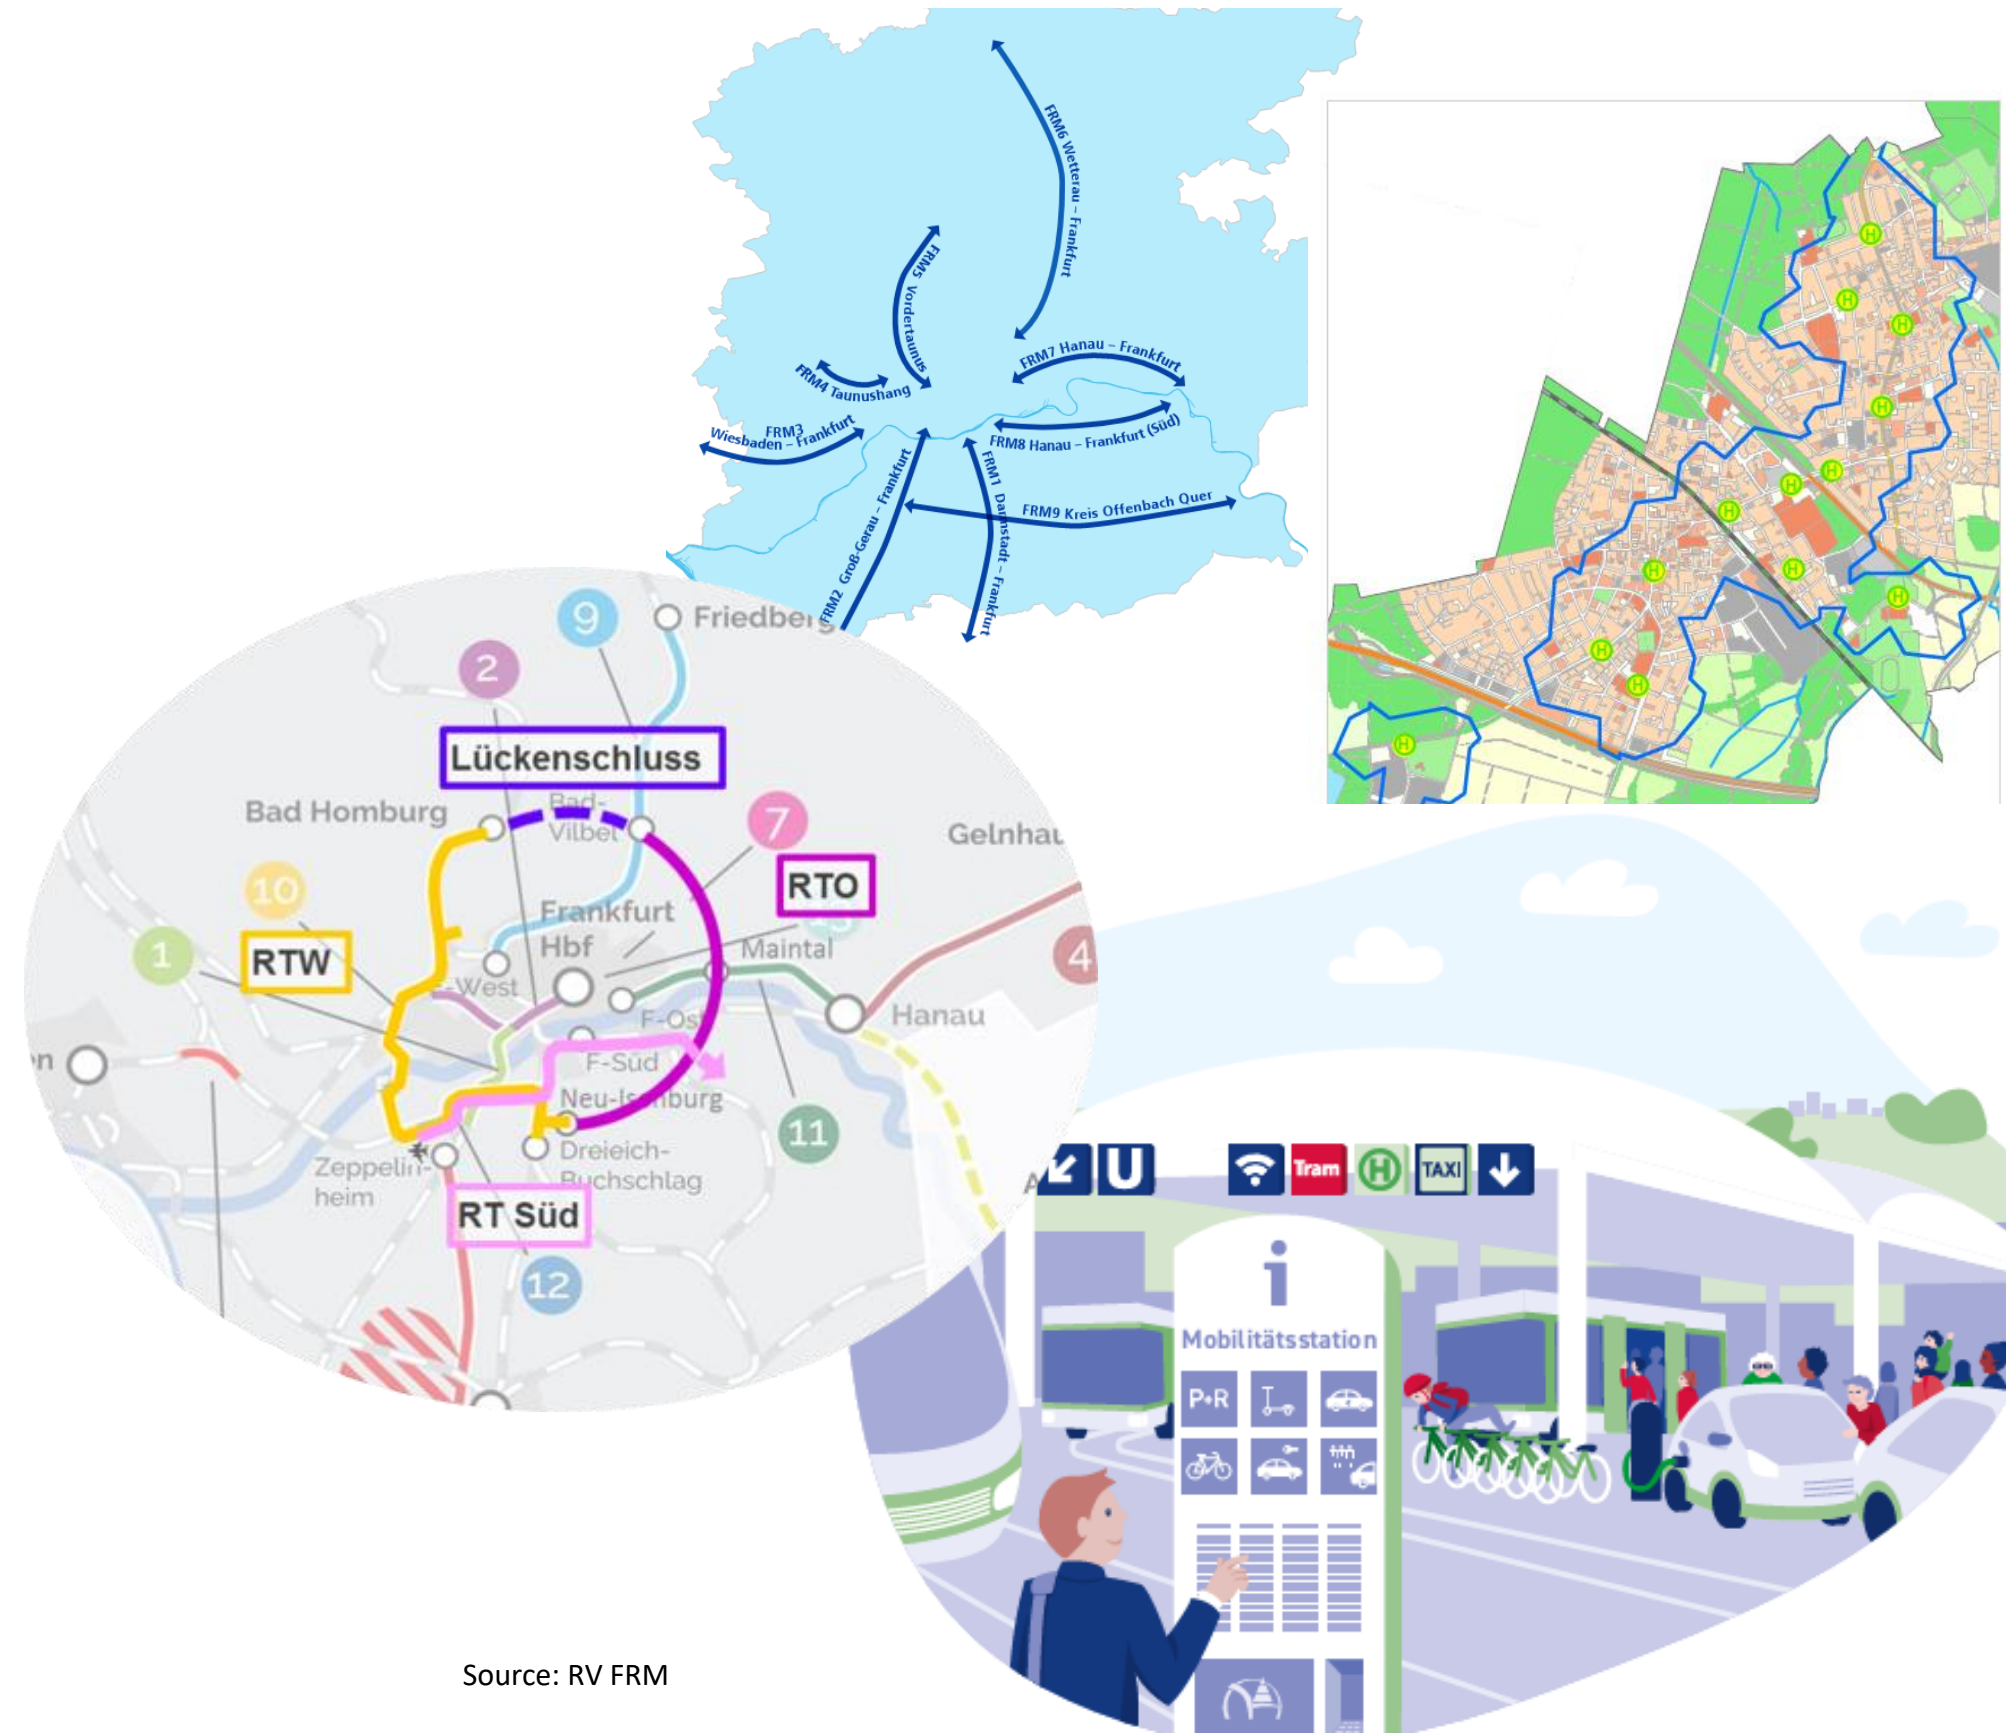 FRM6 Wetterau – Frankfurt
FRM5 Vordertaunus
FRM7 Hanau – Frankfurt
FRM4 Taunushang
FRM3
Wiesbaden – Frankfurt
FRM8 Hanau – Frankfurt (Süd)
FRM1 Darmstadt – Frankfurt
FRM2 Groß-Gerau – Frankfurt
FRM9 Kreis Offenbach Quer
H
H
H
H
H
H
H
H
H
H
H
H
H
9
Friedberg
2
Lückenschluss
Bad Homburg
Bad-
Vilbel
7
Gelnhau
10
RTO
Frankfurt
Hbf
1
RTW
Maintal
4
F-West
F-Ost
Hanau
n
F-Süd
Neu-Isenburg
11
Dreieich-
Buchschlag
Zeppelin-
heim
RT Süd
12
A
U
Tram
H
TAXI
i
Mobilitätsstation
P+R
Source: RV FRM